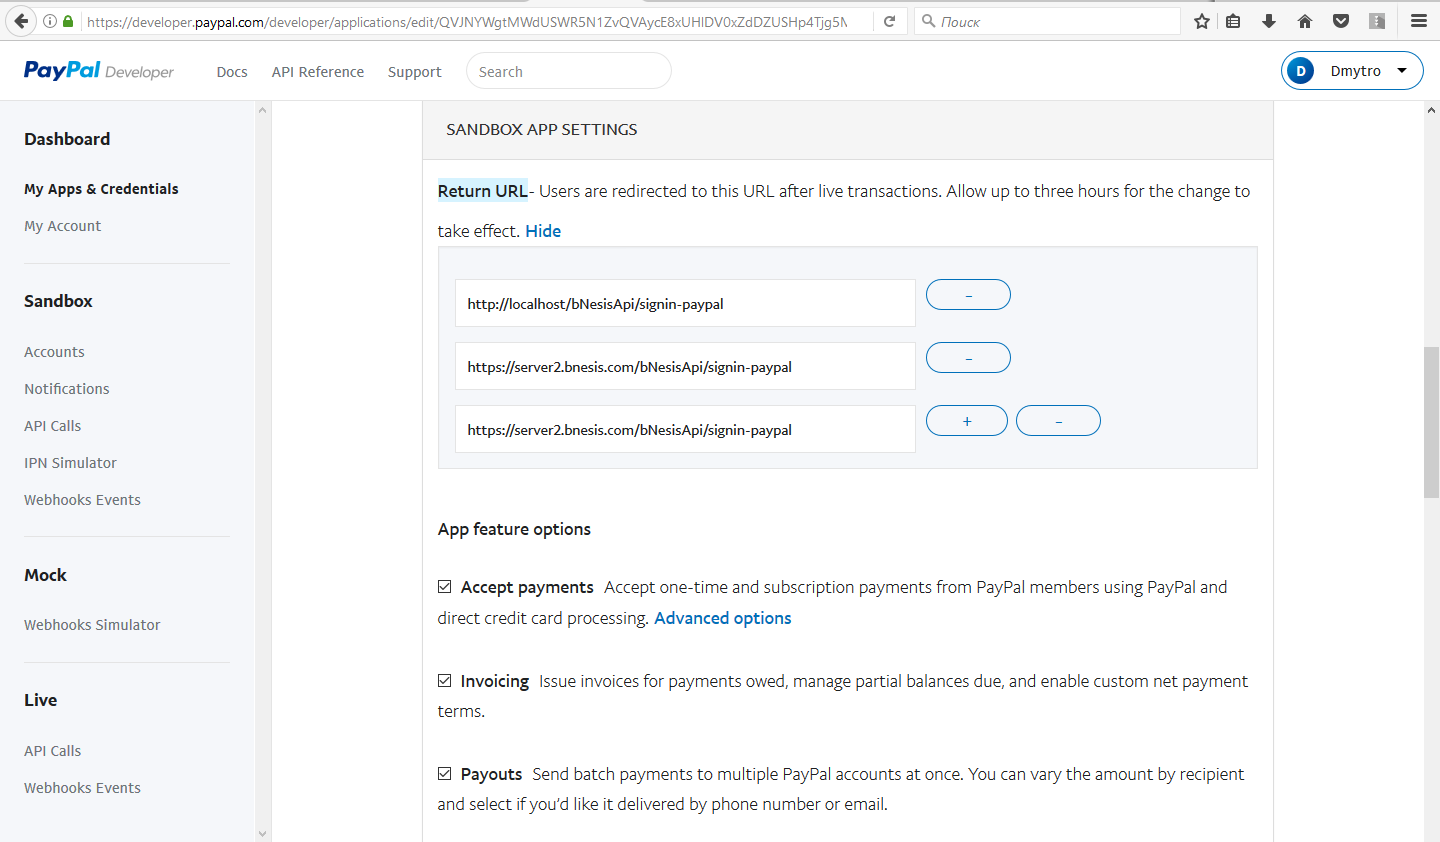 https://developer.paypal.com/developer/applications/edit/QVJNYWgtMWdUSWR5N1ZvQVAycE8xUHlDV0xZdDZUSHp4Tjg5M
Поиск
PayPal Developer
Docs
API Reference
Support
Search
D
Dmytro
Dashboard
My Apps & Credentials
My Account
Sandbox
Accounts
Notifications
API Calls
IPN Simulator
Webhooks Events
Mock
Webhooks Simulator
Live
API Calls
Webhooks Events
SANDBOX APP SETTINGS
Return URL- Users are redirected to this URL after live transactions. Allow up to three hours for the change to
take effect. Hide
http://localhost/bNesisApi/signin-paypal
–
https://server2.bnesis.com/bNesisApi/signin-paypal
–
https://server2.bnesis.com/bNesisApi/signin-paypal
+ –
App feature options
Accept payments Accept one-time and subscription payments from PayPal members using PayPal and
direct credit card processing. Advanced options
Invoicing Issue invoices for payments owed, manage partial balances due, and enable custom net payment
terms.
Payouts Send batch payments to multiple PayPal accounts at once. You can vary the amount by recipient
and select if you'd like it delivered by phone number or email.